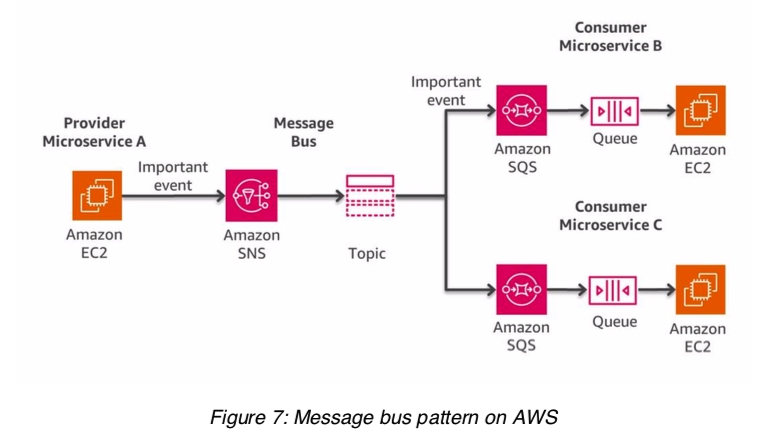 Consumer
Microservice B
Important
event
Amazon
SQS
Queue
Amazon
EC2
Provider
Microservice A
Message
Bus
Important
event
Amazon
EC2
Amazon
SNS
Topic
Consumer
Microservice C
Amazon
SQS
Queue
Amazon
EC2
Figure 7: Message bus pattern on AWS